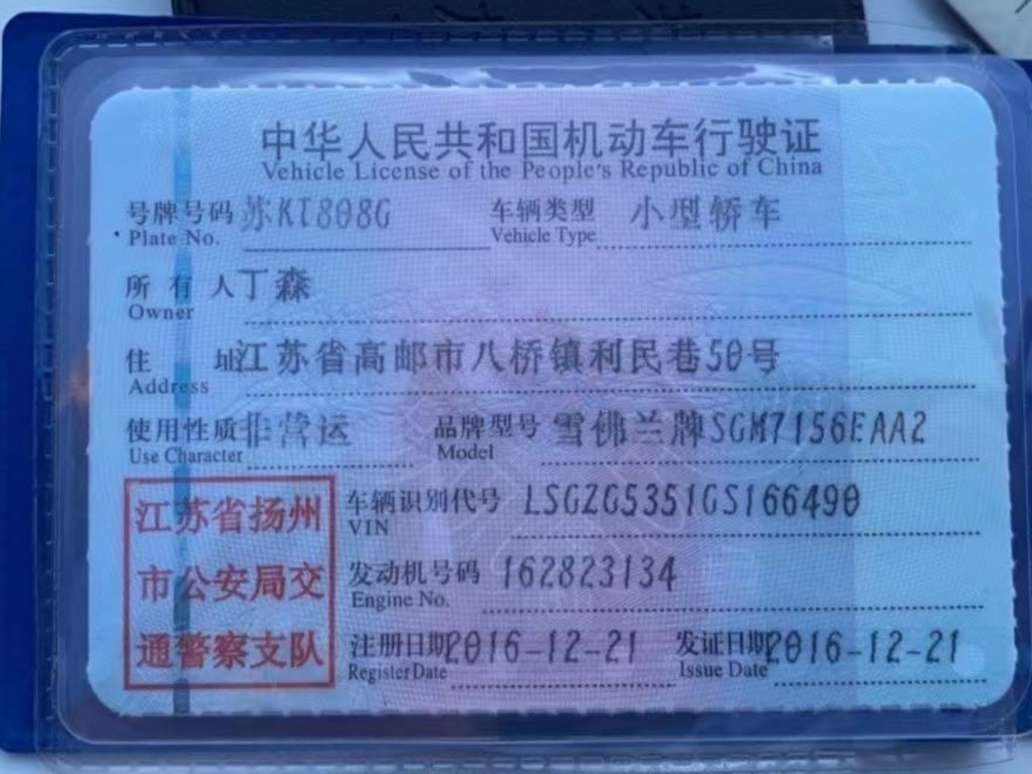 中华人民共和国机动车行驶证
Vehicle License of the People's Republic of China
号牌号码 苏KT808G 车辆类型 小型轿车
Plate No. Vehicle Type
所有人 丁森
Owner
住址 江苏省高邮市八桥镇利民巷50号
Address
使用性质 非营运 品牌型号 雪佛兰牌SGM7156EAA2
Use Character Model
江苏省扬州
市公安局交
通警察支队
车辆识别代号 LSGZG5351GS166490
VIN
发动机号码 162823134
Engine No.
注册日期 2016-12-21 发证日期 2016-12-21
Register Date Issue Date